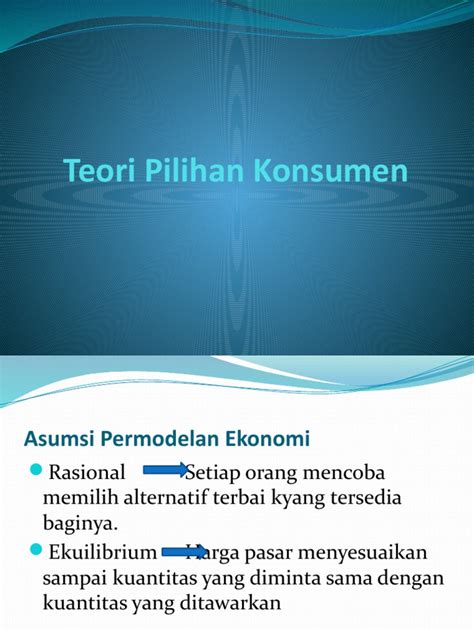 Teori Pilihan Konsumen
Asumsi Permodelan Ekonomi
Rasional Setiap orang mencoba
memilih alternatif terbai kyang tersedia
baginya.
Ekuilibrium Harga pasar menyesuaikan
sampai kuantitas yang diminta sama dengan
kuantitas yang ditawarkan